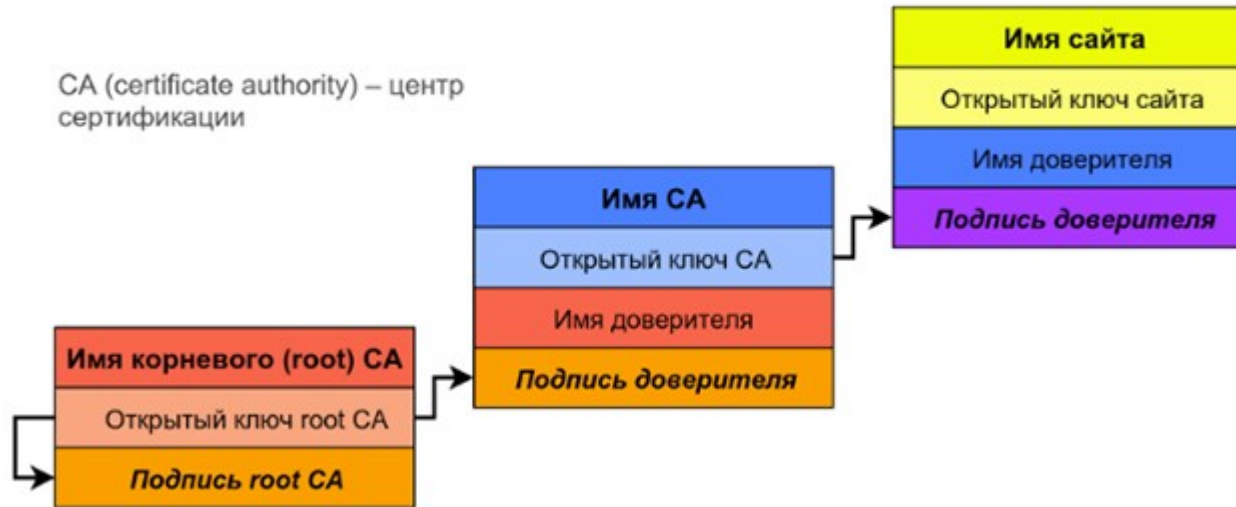 CA (certificate authority) – центр
сертификации
Имя сайта
Открытый ключ сайта
Имя доверителя
Подпись доверителя
Имя CA
Открытый ключ CA
Имя доверителя
Подпись доверителя
Имя корневого (root) CA
Открытый ключ root CA
Подпись root CA